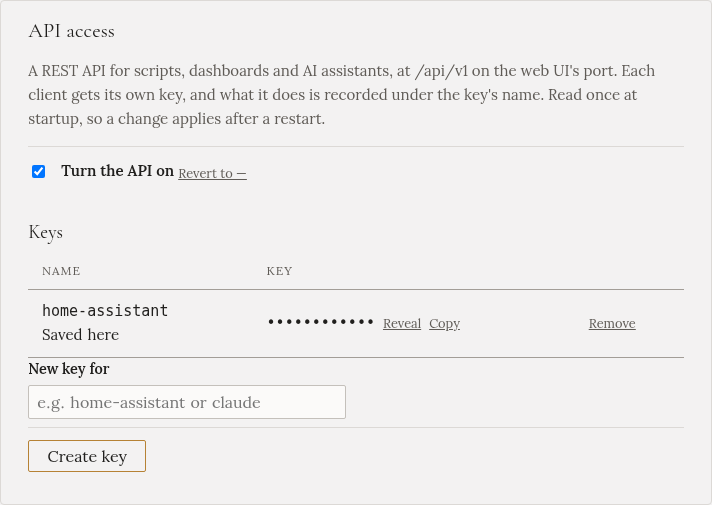 API access
A REST API for scripts, dashboards and AI assistants, at /api/v1 on the web UI's port. Each
client gets its own key, and what it does is recorded under the key's name. Read once at
startup, so a change applies after a restart.
Turn the API on Revert to —
Keys
NAME KEY
home-assistant
Saved here
•••••••••••• Reveal Copy Remove
New key for
e.g. home-assistant or claude
Create key